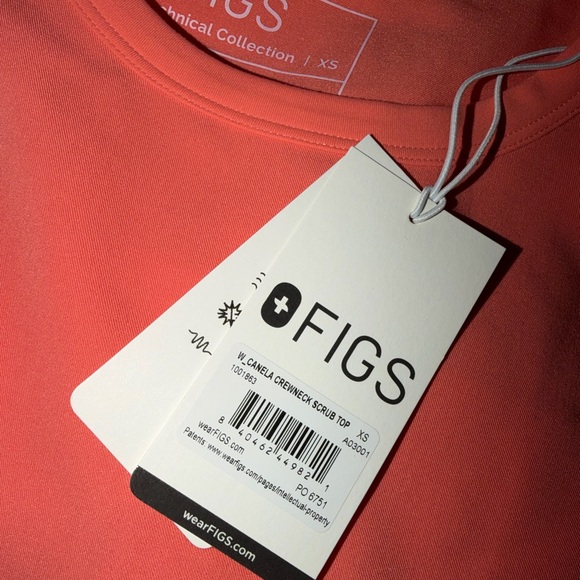 FIGS
Technical Collection | XS
FIGS
W_CANELA CREWNECK SCRUB TOP
1001863
XS
A03001
8 40462 44982 1
wearFIGS.com
PO 6751
Patents www.wearfigs.com/pages/intellectual-property
wearFIGS.com